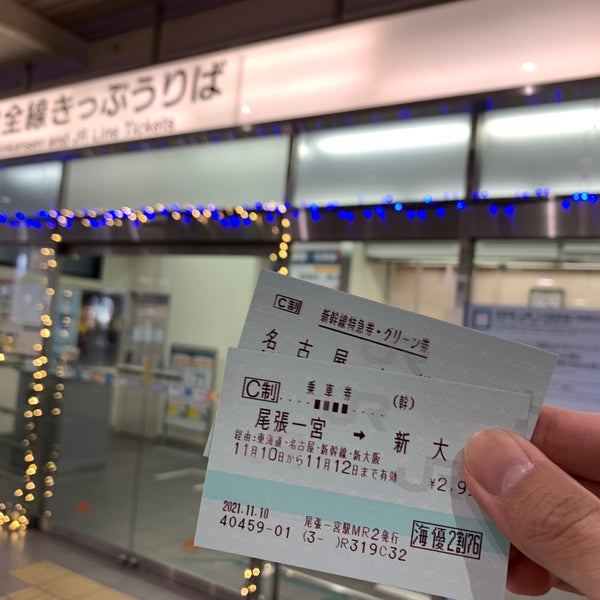 全線きっぷうりば
nkansen and JR Line Tickets
C制
新幹線特急券・グリーン券
名古屋
C制 乗車券 (幹)
尾張一宮 → 新大
経由:東海道・名古屋・新幹線・新大阪
11月10日から11月12日まで有効 ¥2.9
2021.11.10 尾張一宮駅MR2発行
40459-01 (3- )R319C32 海優2割76